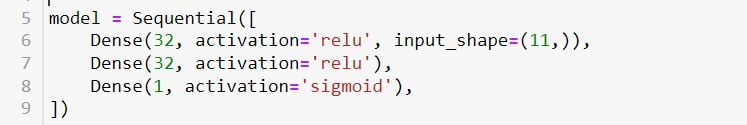 5 model = Sequential([
6     Dense(32, activation='relu', input_shape=(11,)),
7     Dense(32, activation='relu'),
8     Dense(1, activation='sigmoid'),
9 ])